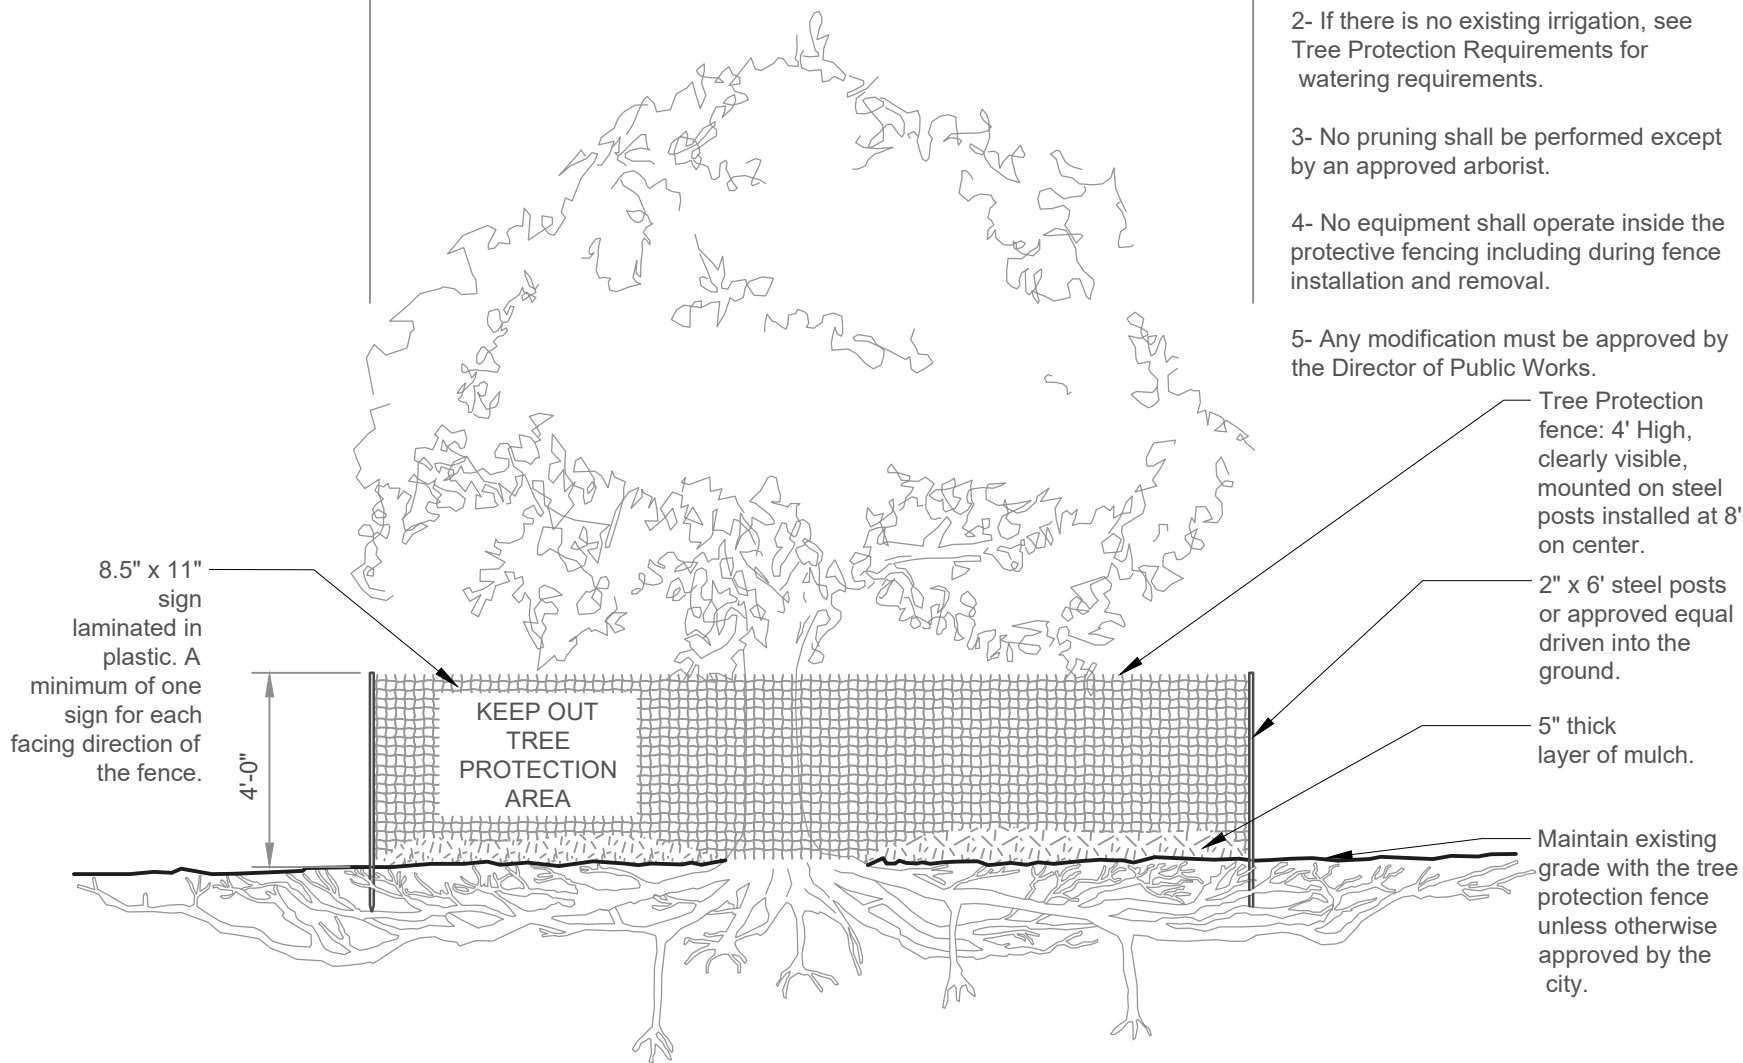 2- If there is no existing irrigation, see
Tree Protection Requirements for
watering requirements.
3- No pruning shall be performed except
by an approved arborist.
4- No equipment shall operate inside the
protective fencing including during fence
installation and removal.
5- Any modification must be approved by
the Director of Public Works.
Tree Protection
fence: 4' High,
clearly visible,
mounted on steel
posts installed at 8'
on center.
8.5" x 11"
sign
laminated in
plastic. A
minimum of one
sign for each
facing direction of
the fence.
2" x 6' steel posts
or approved equal
driven into the
ground.
4'-0"
KEEP OUT
TREE
PROTECTION
AREA
5" thick
layer of mulch.
Maintain existing
grade with the tree
protection fence
unless otherwise
approved by the
city.